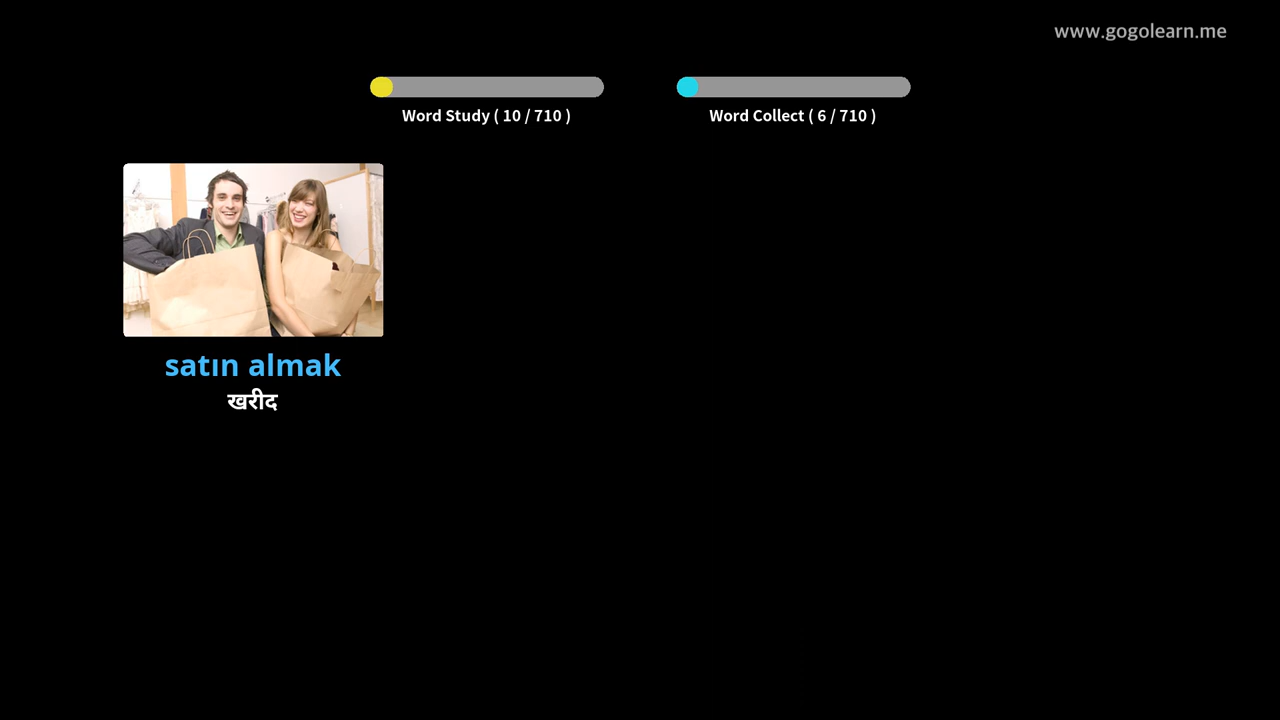 www.gogolearn.me
Word Study ( 10 / 710 )
Word Collect ( 6 / 710 )
satın almak
खरीद